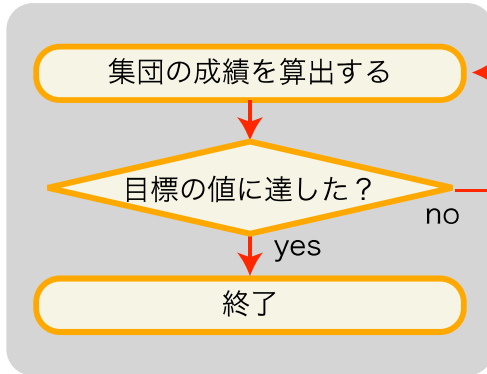 集団の成績を算出する
目標の値に達した？
no
yes
終了